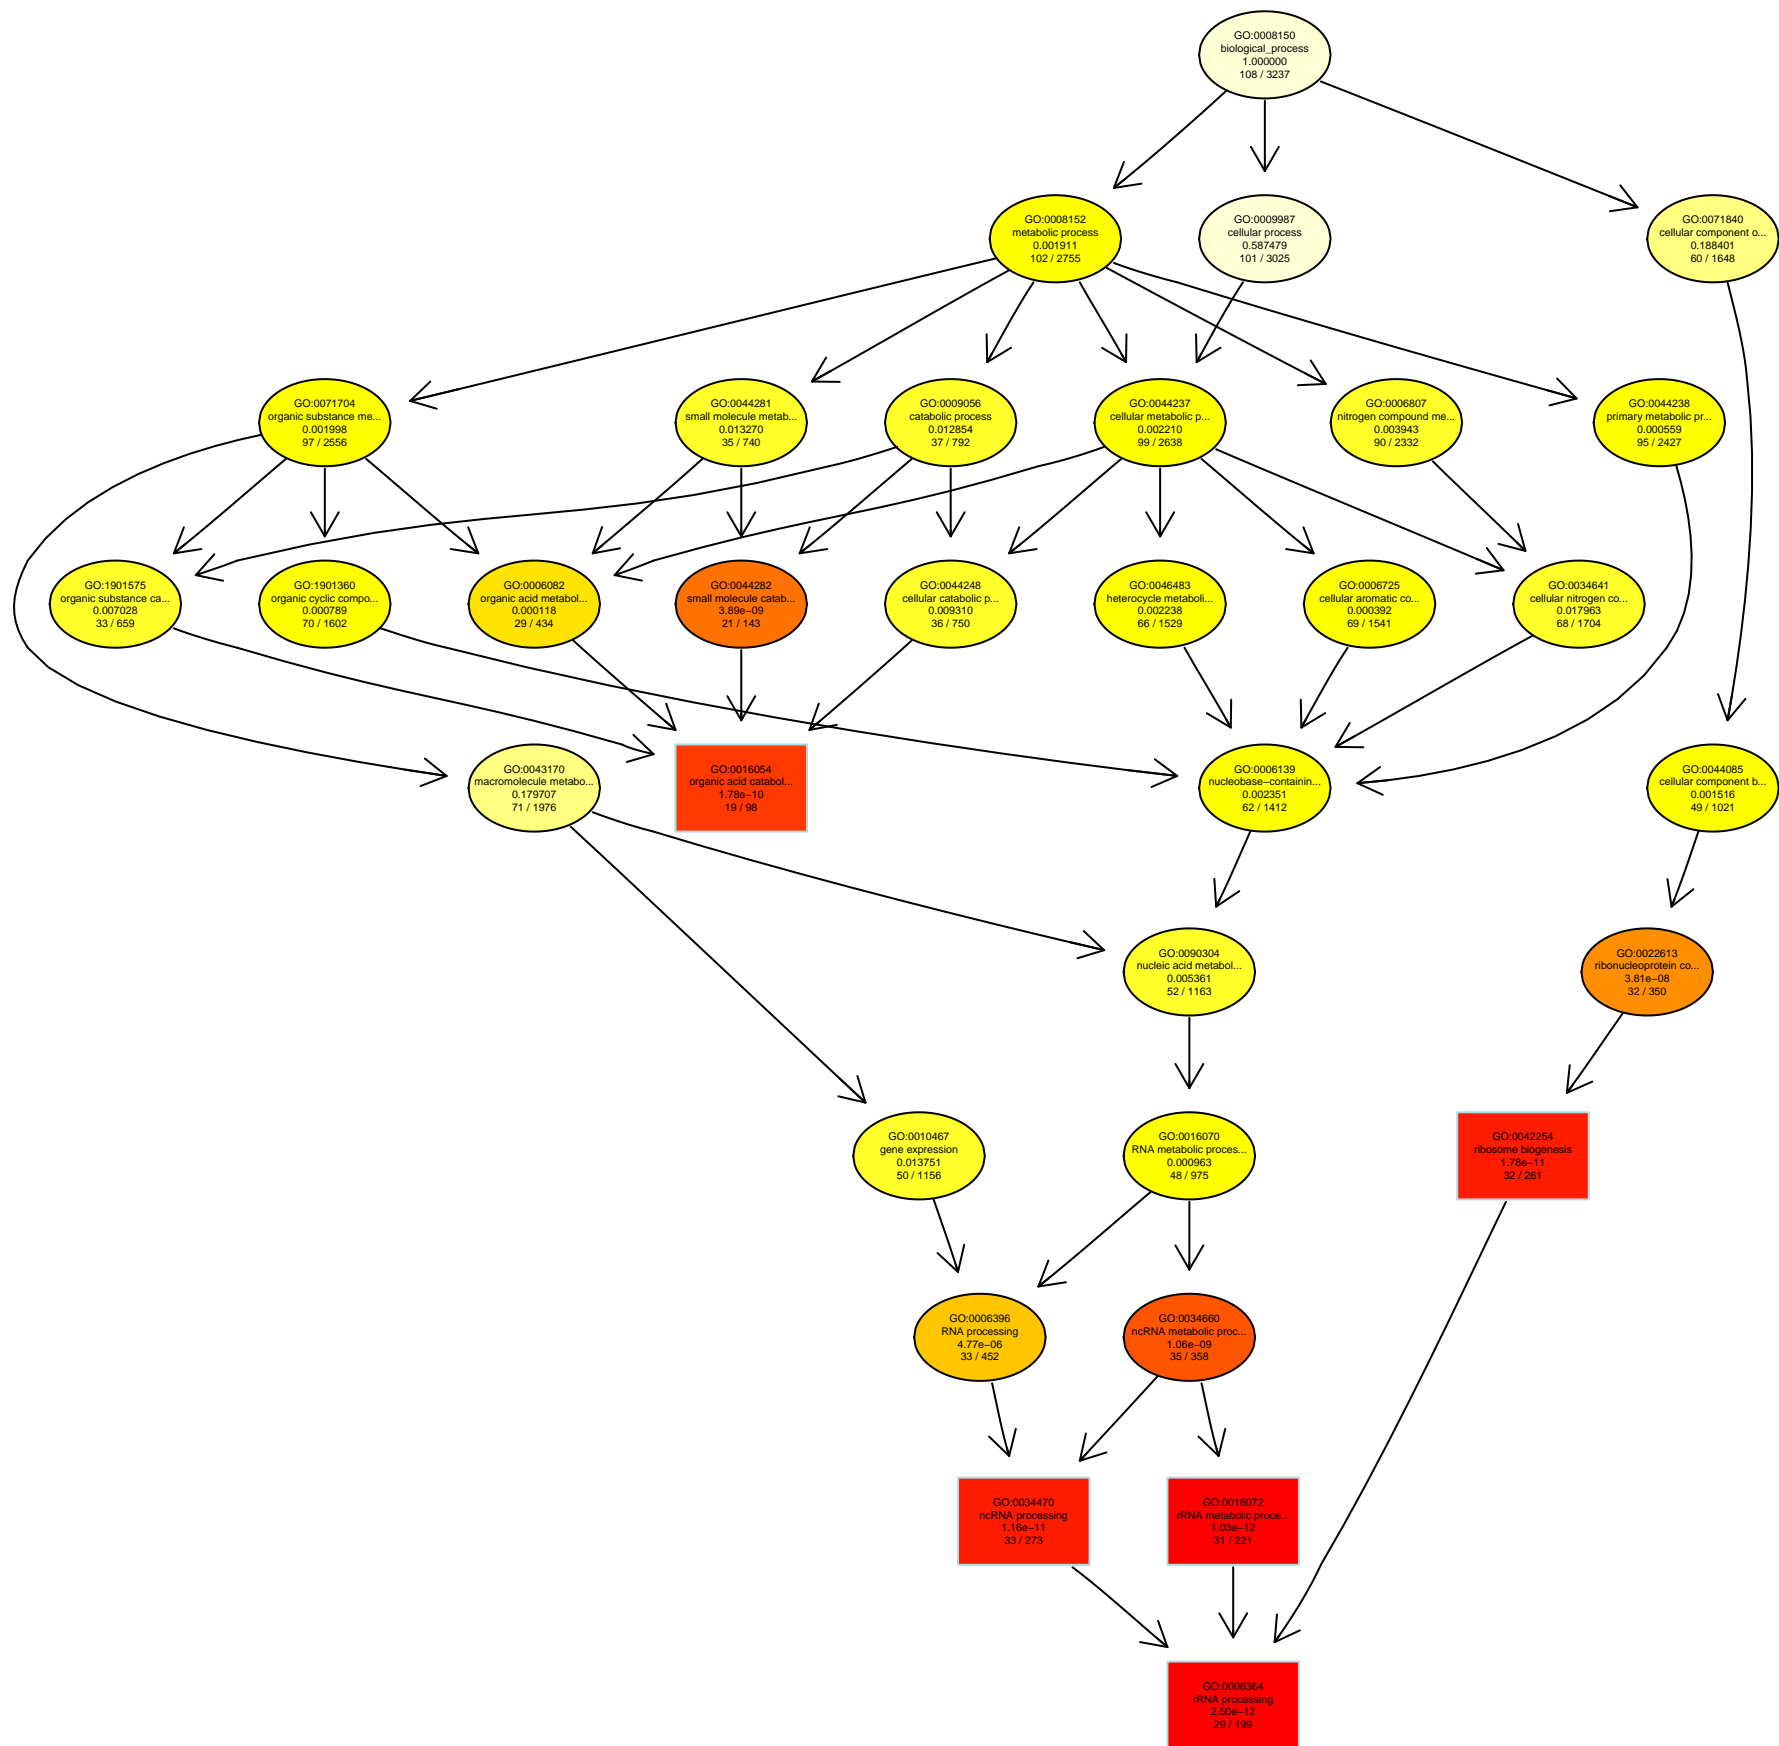 GO:0008150
biological_process
1.000000
108 / 3237
GO:0008152
metabolic process
0.001911
102 / 2755
GO:0009987
cellular process
0.587479
101 / 3025
GO:0071840
cellular component o...
0.188401
60 / 1648
GO:0071704
organic substance me...
0.001998
97 / 2556
GO:0044281
small molecule metab...
0.013270
35 / 740
GO:0009056
catabolic process
0.012854
37 / 792
GO:0044237
cellular metabolic p...
0.002210
99 / 2638
GO:0006807
nitrogen compound me...
0.003943
90 / 2332
GO:0044238
primary metabolic pr...
0.000559
95 / 2427
GO:1901575
organic substance ca...
0.007028
33 / 659
GO:1901360
organic cyclic compo...
0.000789
70 / 1602
GO:0006082
organic acid metabol...
0.000118
29 / 434
GO:0044282
small molecule catab...
3.89e−09
21 / 143
GO:0044248
cellular catabolic p...
0.009310
36 / 750
GO:0046483
heterocycle metaboli...
0.002238
66 / 1529
GO:0006725
cellular aromatic co...
0.000392
69 / 1541
GO:0034641
cellular nitrogen co...
0.017963
68 / 1704
GO:0043170
macromolecule metabo...
0.179707
71 / 1976
GO:0016054
organic acid catabol...
1.78e−10
19 / 98
GO:0006139
nucleobase−containin...
0.002351
62 / 1412
GO:0044085
cellular component b...
0.001516
49 / 1021
GO:0090304
nucleic acid metabol...
0.005361
52 / 1163
GO:0022613
ribonucleoprotein co...
3.81e−08
32 / 350
GO:0010467
gene expression
0.013751
50 / 1156
GO:0016070
RNA metabolic proces...
0.000963
48 / 975
GO:0042254
ribosome biogenesis
1.78e−11
32 / 261
GO:0006396
RNA processing
4.77e−06
33 / 452
GO:0034660
ncRNA metabolic proc...
1.06e−09
35 / 358
GO:0034470
ncRNA processing
1.16e−11
33 / 273
GO:0016072
rRNA metabolic proce...
1.03e−12
31 / 221
GO:0006364
rRNA processing
2.50e−12
29 / 199